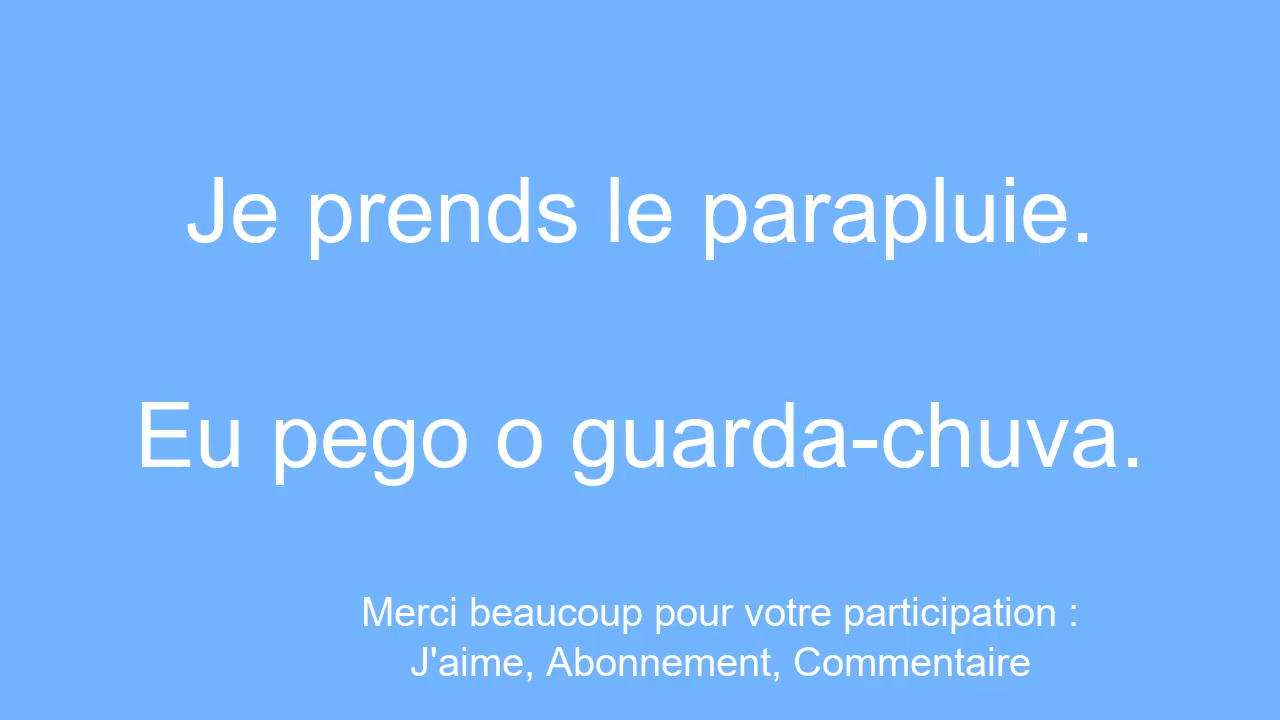 Je prends le parapluie.
Eu pego o guarda-chuva.
Merci beaucoup pour votre participation :
J'aime, Abonnement, Commentaire